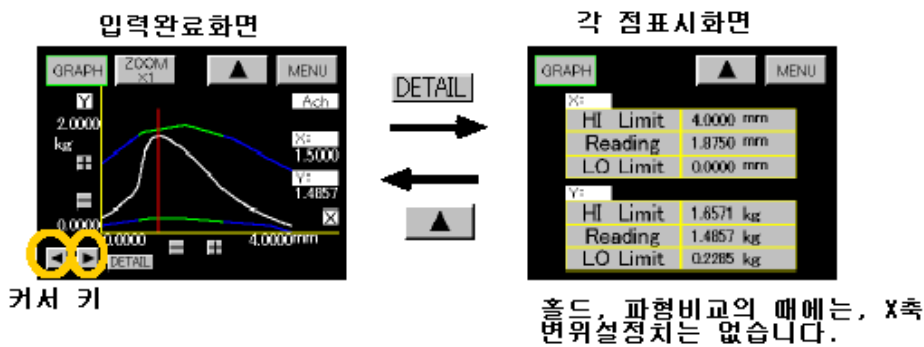 입력완료화면
각 점표시화면
GRAPH
ZOOM
X1
▲
MENU
Y
Ach
2.0000
kg
X:
1.5000
Y:
1.4857
X
0.0000
0.0000
4.0000mm
◀ ▶ DETAIL
커서 키
DETAIL
▲
GRAPH
▲
MENU
X:
HI Limit 4.0000 mm
Reading 1.8750 mm
LO Limit 0.0000 mm
Y:
HI Limit 1.6571 kg
Reading 1.4857 kg
LO Limit 0.2285 kg
홀드, 파형비교의 때에는, X축
변위설정치는 없습니다.